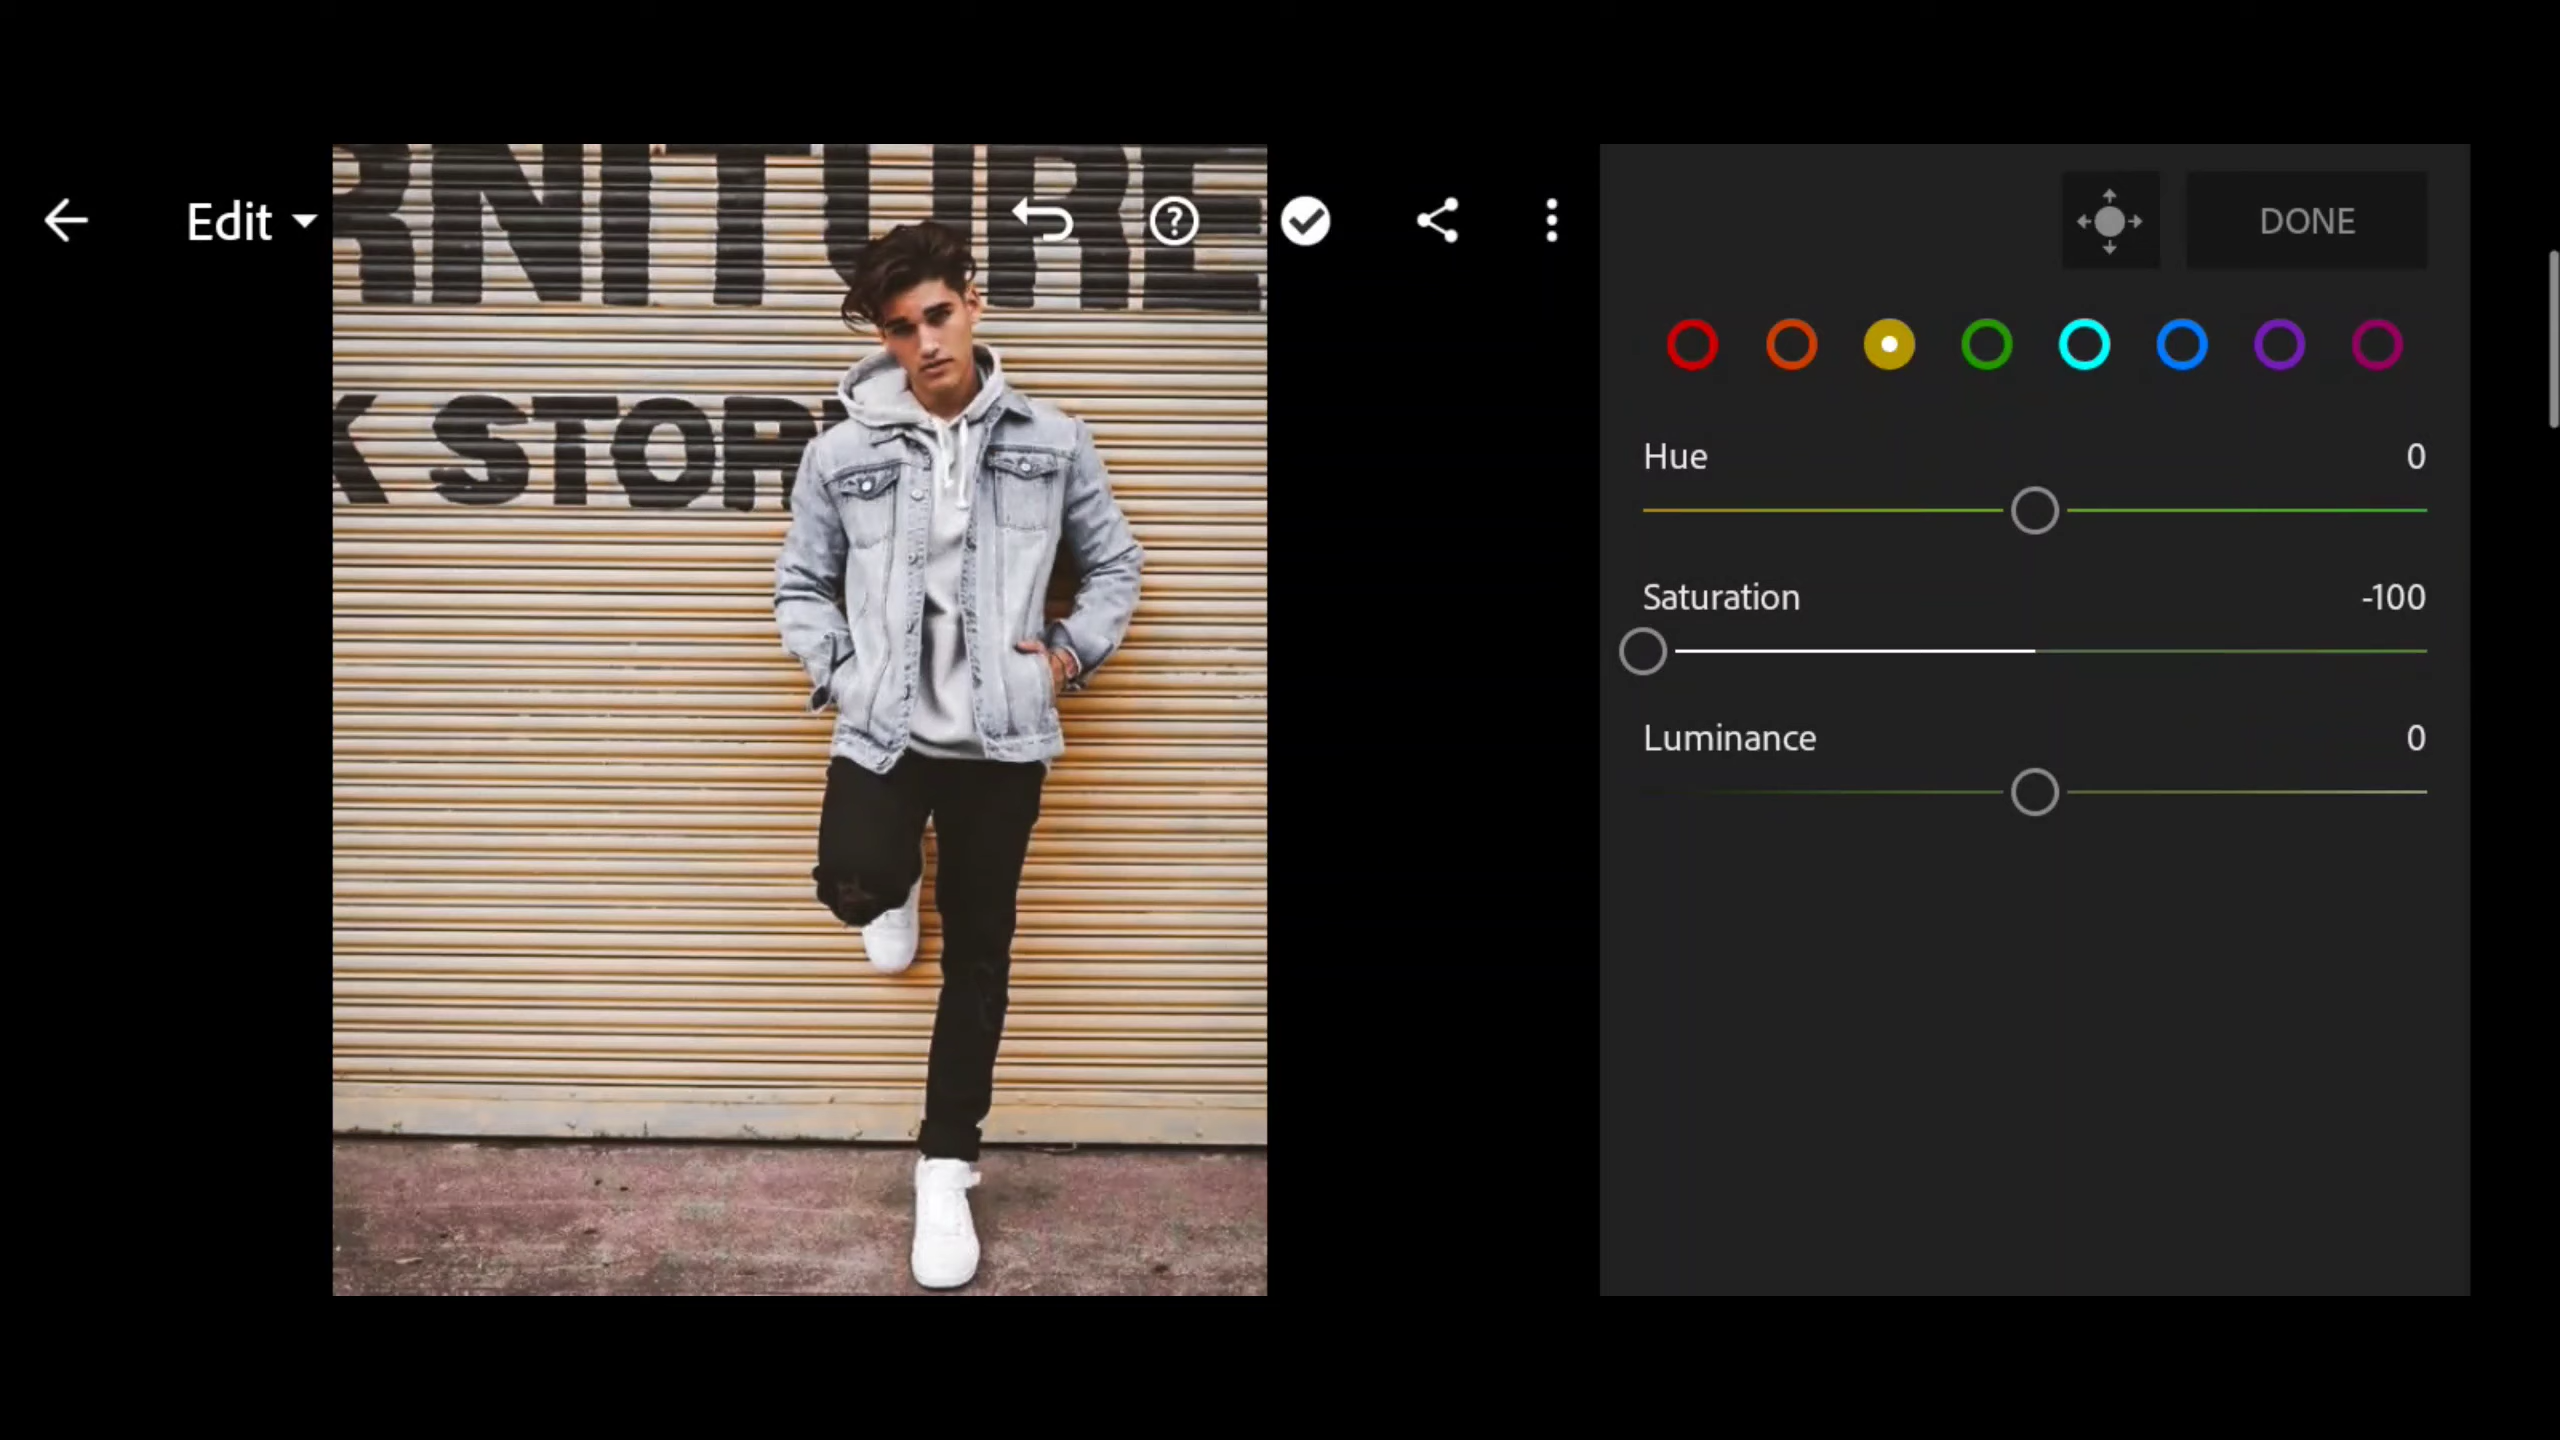 Edit
RNITURE
K STOR
DONE
Hue 0
Saturation -100
Luminance 0